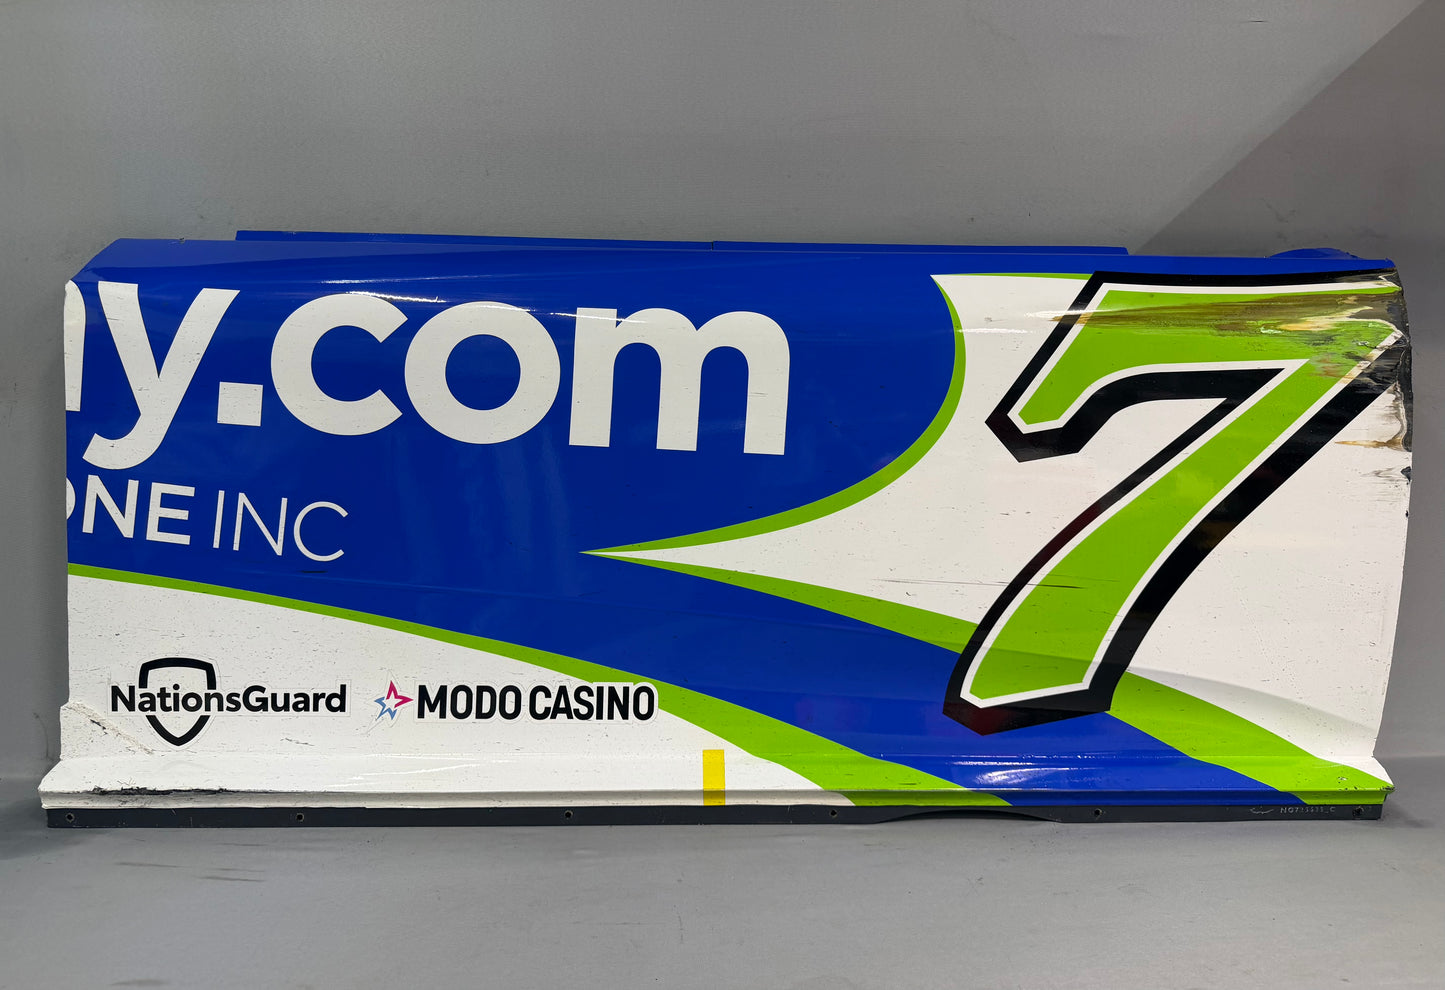 y.com
7
ONE INC
NationsGuard
MODO CASINO